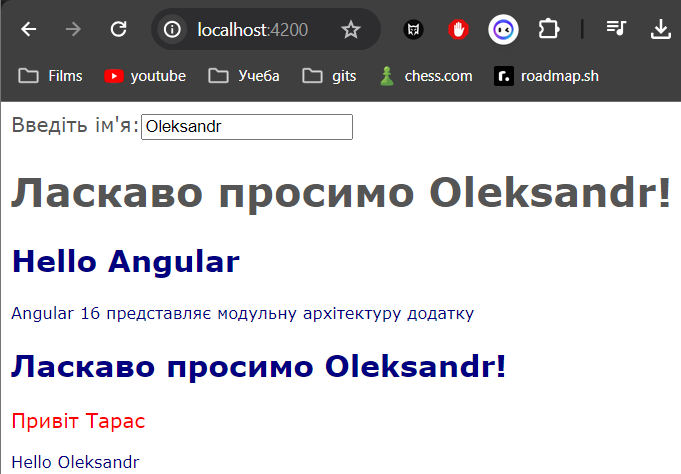 localhost:4200
Films youtube Учеба gits chess.com roadmap.sh
Введіть ім'я: Oleksandr
Ласкаво просимо Oleksandr!
Hello Angular
Angular 16 представляє модульну архітектуру додатку
Ласкаво просимо Oleksandr!
Привіт Тарас
Hello Oleksandr